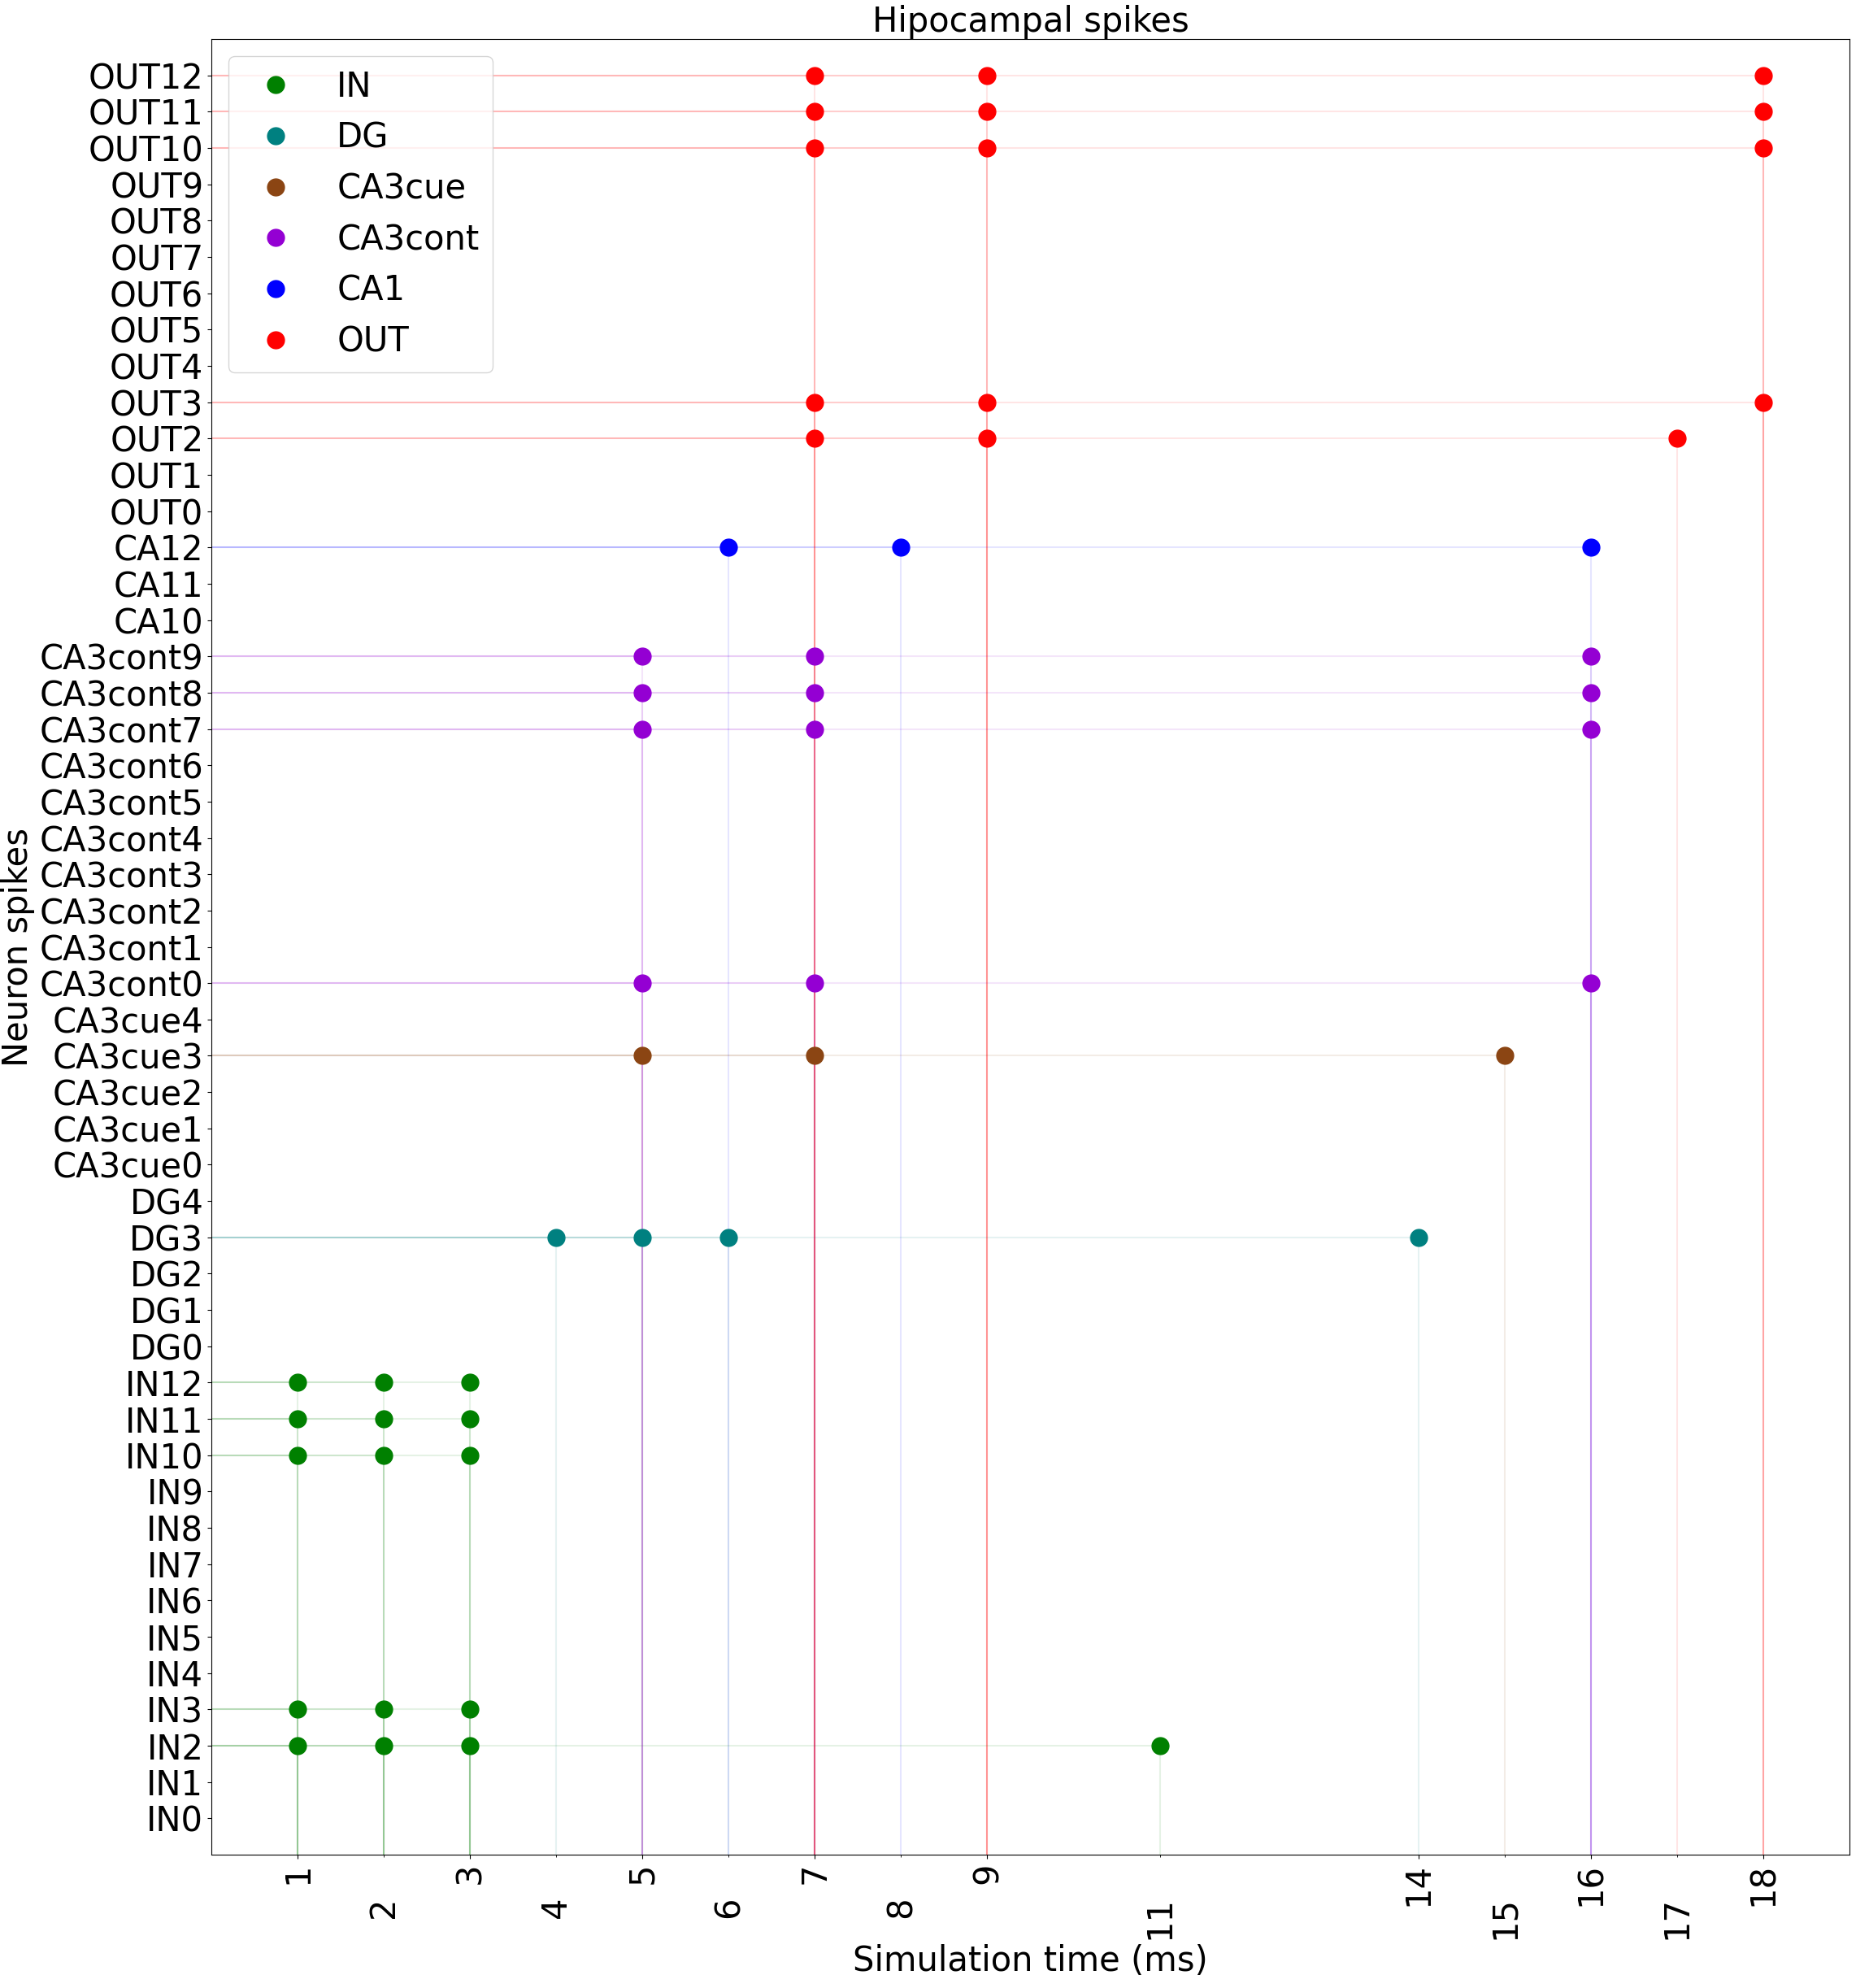 Hipocampal spikes
OUT12
OUT11
OUT10
OUT9
OUT8
OUT7
OUT6
OUT5
OUT4
OUT3
OUT2
OUT1
OUT0
CA12
CA11
CA10
CA3cont9
CA3cont8
CA3cont7
CA3cont6
CA3cont5
CA3cont4
CA3cont3
CA3cont2
CA3cont1
CA3cont0
CA3cue4
CA3cue3
CA3cue2
CA3cue1
CA3cue0
DG4
DG3
DG2
DG1
DG0
IN12
IN11
IN10
IN9
IN8
IN7
IN6
IN5
IN4
IN3
IN2
IN1
IN0
Neuron spikes
IN
DG
CA3cue
CA3cont
CA1
OUT
1
2
3
4
5
6
7
8
9
11
14
15
16
17
18
Simulation time (ms)